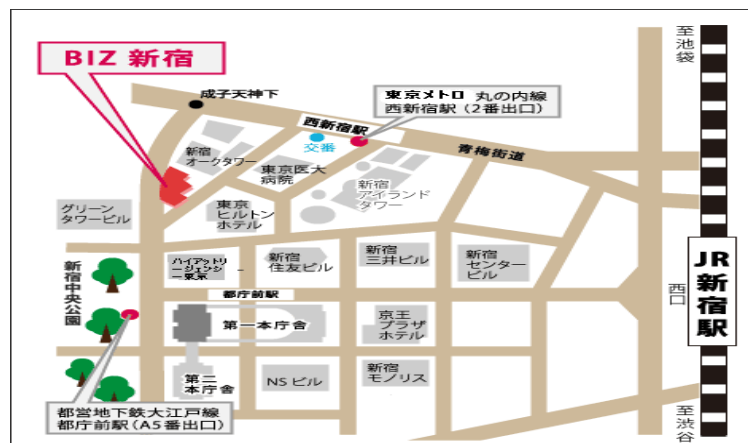 BIZ 新宿
成子天神下
東京メトロ 丸の内線
西新宿駅(2番出口)
西新宿駅
交番
青梅街道
至池袋
新宿
オークタワー
東京医大
病院
新宿
アイランド
タワー
グリーン
タワービル
東京
ヒルトン
ホテル
ハイアットリ
ージェンシ
ー東京
新宿
住友ビル
新宿
三井ビル
新宿
センター
ビル
JR新宿駅
西口
新宿中央公園
都庁前駅
第一本庁舎
京王
プラザ
ホテル
第二
本庁舎
NSビル
新宿
モノリス
都営地下鉄大江戸線
都庁前駅(A5番出口)
至渋谷